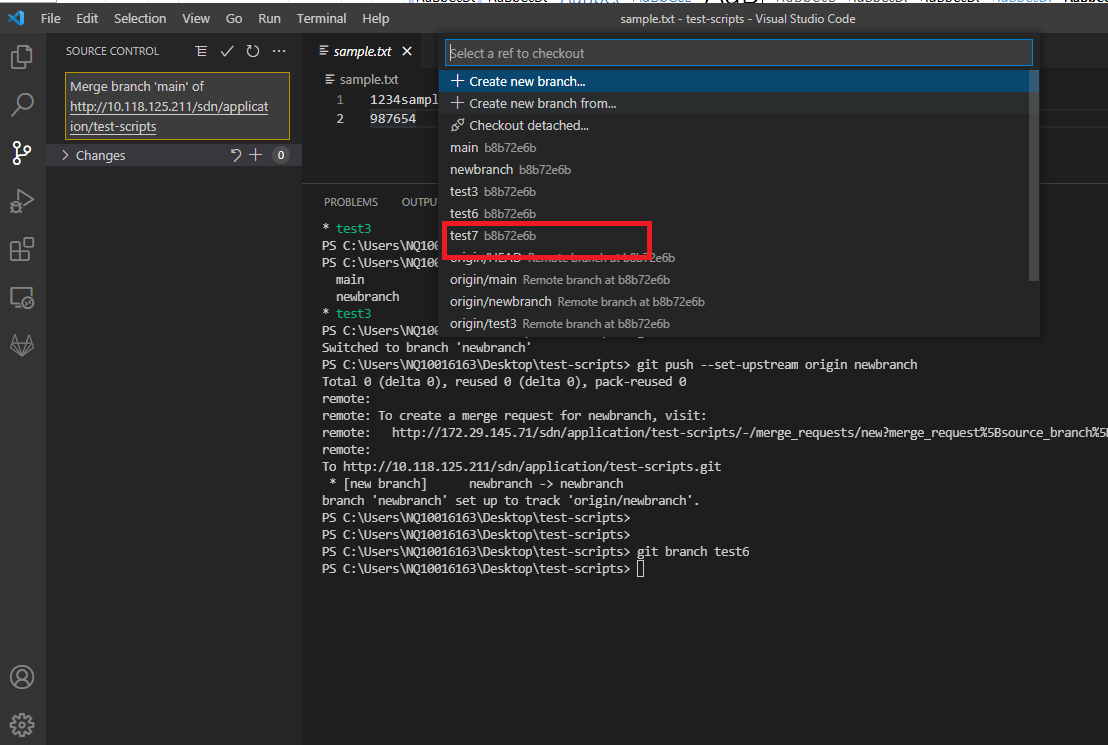 File Edit Selection View Go Run Terminal Help
sample.txt - test-scripts - Visual Studio Code
SOURCE CONTROL
Merge branch 'main' of
http://10.118.125.211/sdn/applicat
ion/test-scripts
Changes 0
sample.txt
sample.txt
1 1234sampl
2 987654
Select a ref to checkout
Create new branch...
Create new branch from...
Checkout detached...
main b8b72e6b
newbranch b8b72e6b
test3 b8b72e6b
test6 b8b72e6b
test7 b8b72e6b
origin/HEAD Remote branch at b8b72e6b
origin/main Remote branch at b8b72e6b
origin/newbranch Remote branch at b8b72e6b
origin/test3 Remote branch at b8b72e6b
PROBLEMS OUTPU
* test3
PS C:\Users\NQ100
PS C:\Users\NQ100
main
newbranch
* test3
PS C:\Users\NQ100
Switched to branch 'newbranch'
PS C:\Users\NQ10016163\Desktop\test-scripts> git push --set-upstream origin newbranch
Total 0 (delta 0), reused 0 (delta 0), pack-reused 0
remote:
remote: To create a merge request for newbranch, visit:
remote: http://172.29.145.71/sdn/application/test-scripts/-/merge_requests/new?merge_request%5Bsource_branch%5D
remote:
To http://10.118.125.211/sdn/application/test-scripts.git
* [new branch] newbranch -> newbranch
branch 'newbranch' set up to track 'origin/newbranch'.
PS C:\Users\NQ10016163\Desktop\test-scripts>
PS C:\Users\NQ10016163\Desktop\test-scripts>
PS C:\Users\NQ10016163\Desktop\test-scripts> git branch test6
PS C:\Users\NQ10016163\Desktop\test-scripts>